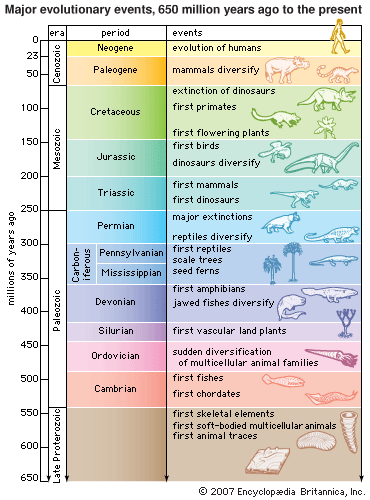 Major evolutionary events, 650 million years ago to the present
era
period
events
0
23
50
100
150
200
250
300
350
400
450
500
550
600
650
millions of years ago
Cenozoic
Mesozoic
Paleozoic
Late Proterozoic
Neogene
evolution of humans
Paleogene
mammals diversify
Cretaceous
extinction of dinosaurs
first primates
first flowering plants
Jurassic
first birds
dinosaurs diversify
Triassic
first mammals
first dinosaurs
Permian
major extinctions
reptiles diversify
Carbon-
iferous
Pennsylvanian
Mississippian
first reptiles
scale trees
seed ferns
Devonian
first amphibians
jawed fishes diversify
Silurian
first vascular land plants
Ordovician
sudden diversification
of multicellular animal families
Cambrian
first fishes
first chordates
first skeletal elements
first soft-bodied multicellular animals
first animal traces
© 2007 Encyclopædia Britannica, Inc.